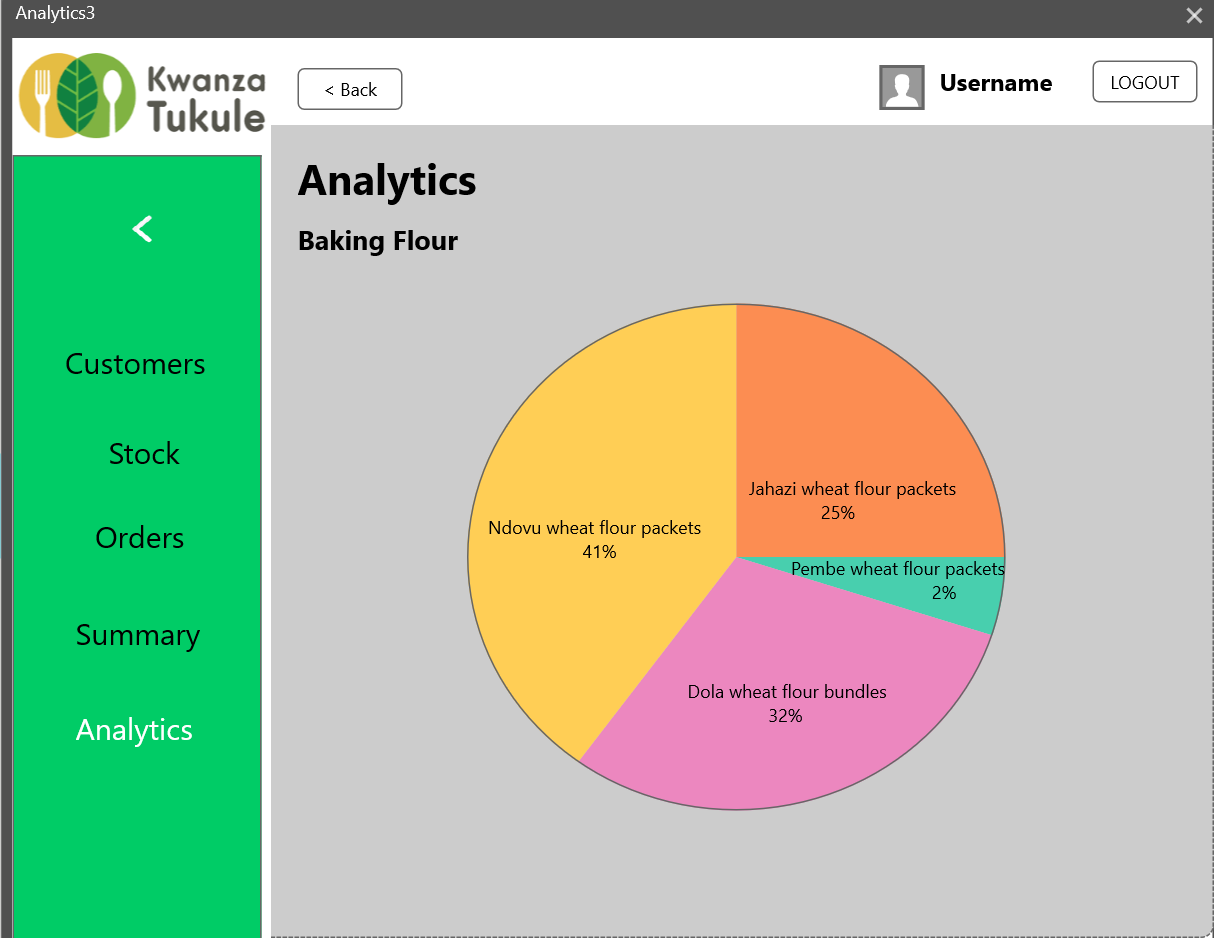 Analytics3
Kwanza
Tukule
< Back
Username
LOGOUT
Analytics
Baking Flour
Customers
Stock
Orders
Summary
Analytics
Jahazi wheat flour packets
25%
Ndovu wheat flour packets
41%
Pembe wheat flour packets
2%
Dola wheat flour bundles
32%